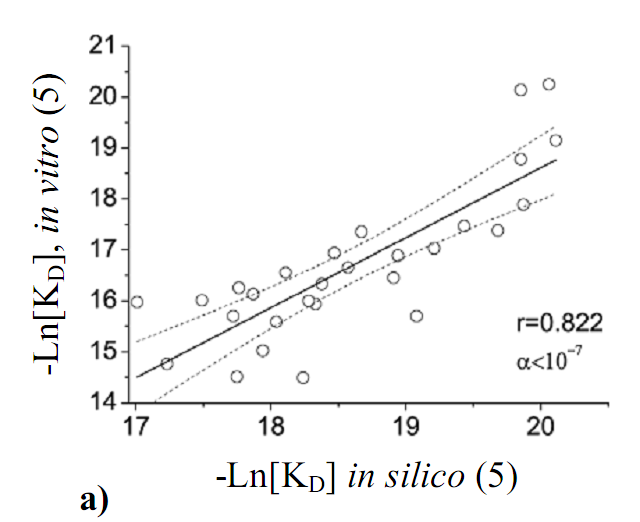 21
20
19
18
17
16
15
14
-Ln[K_D], in vitro (5)
r=0.822
α<10⁻⁷
17 18 19 20
-Ln[K_D] in silico (5)
a)